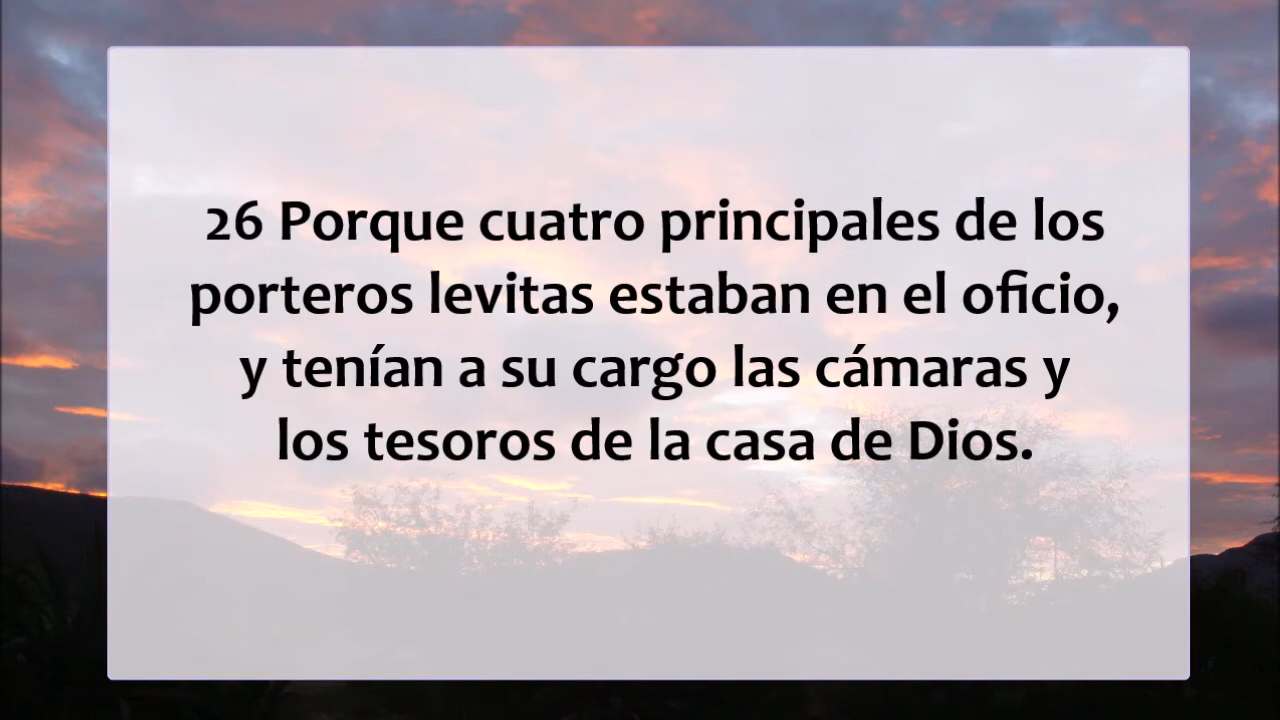 26 Porque cuatro principales de los
porteros levitas estaban en el oficio,
y tenían a su cargo las cámaras y
los tesoros de la casa de Dios.